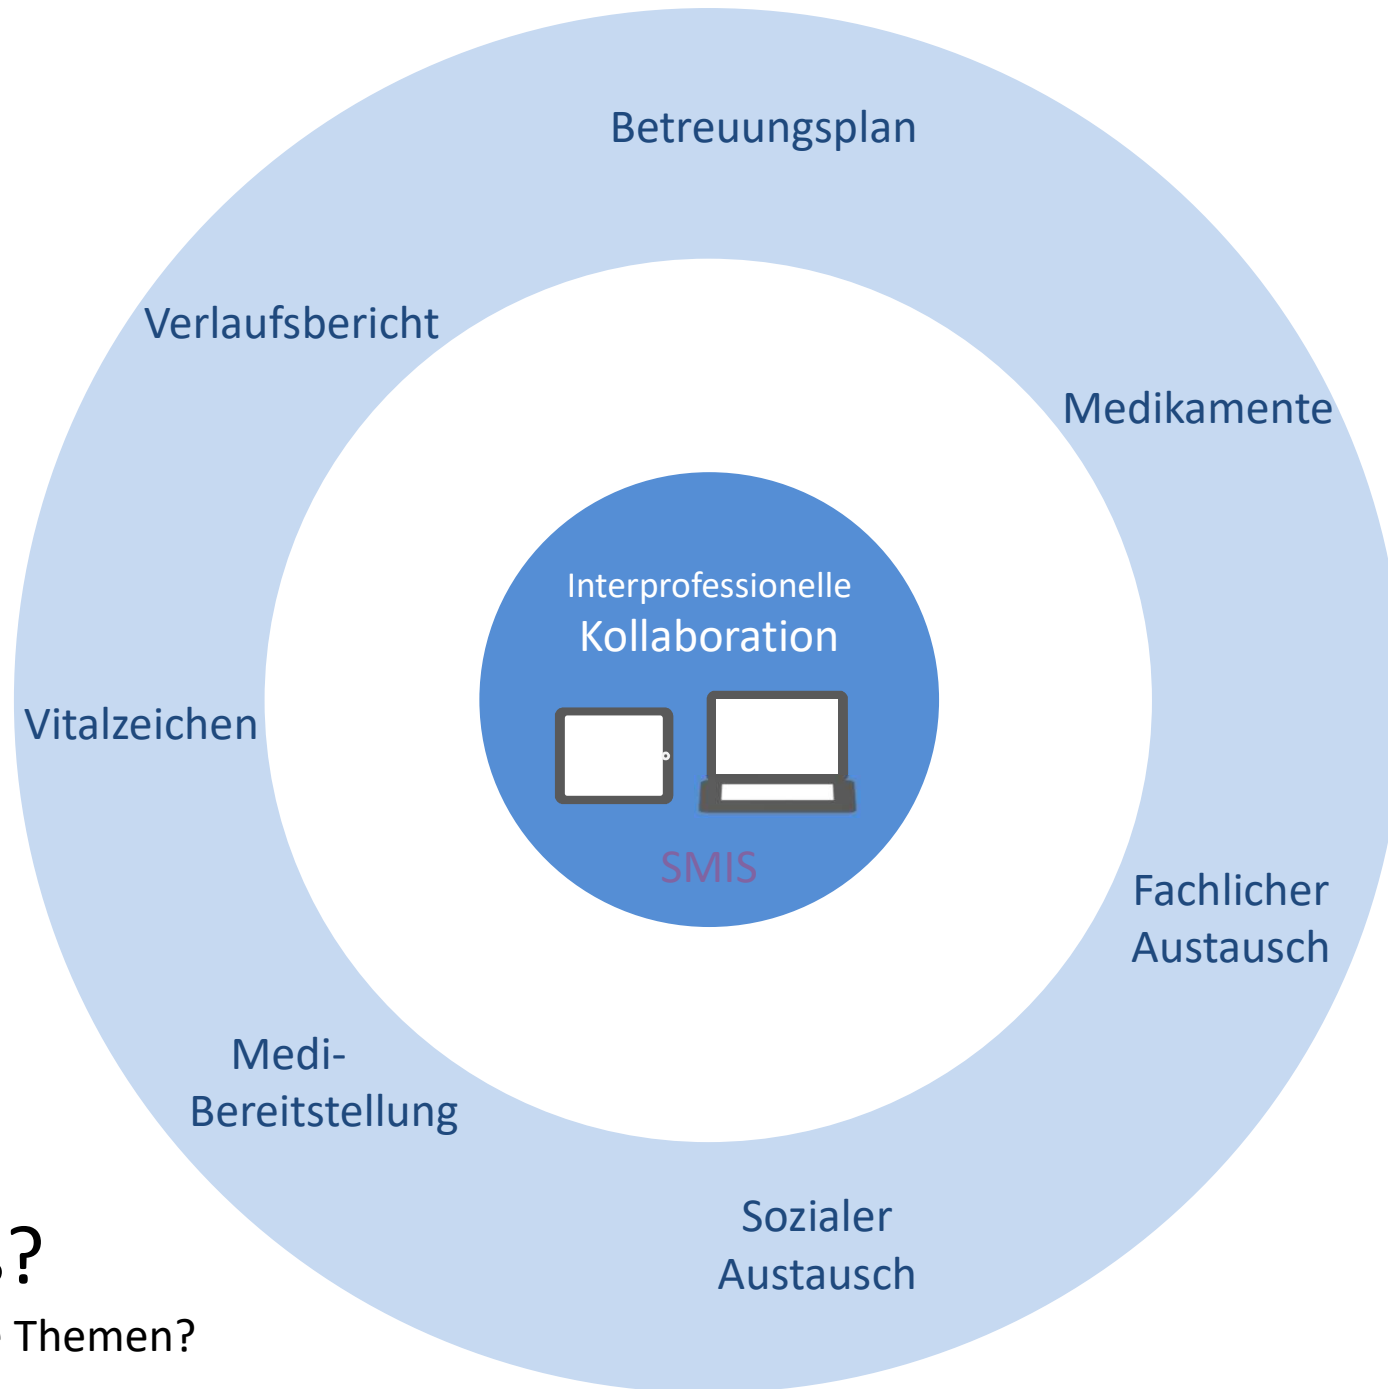 Betreuungsplan
Verlaufsbericht
Medikamente
Interprofessionelle
Kollaboration
SMIS
Vitalzeichen
Fachlicher
Austausch
Medi-
Bereitstellung
Sozialer
Austausch
?
Themen?